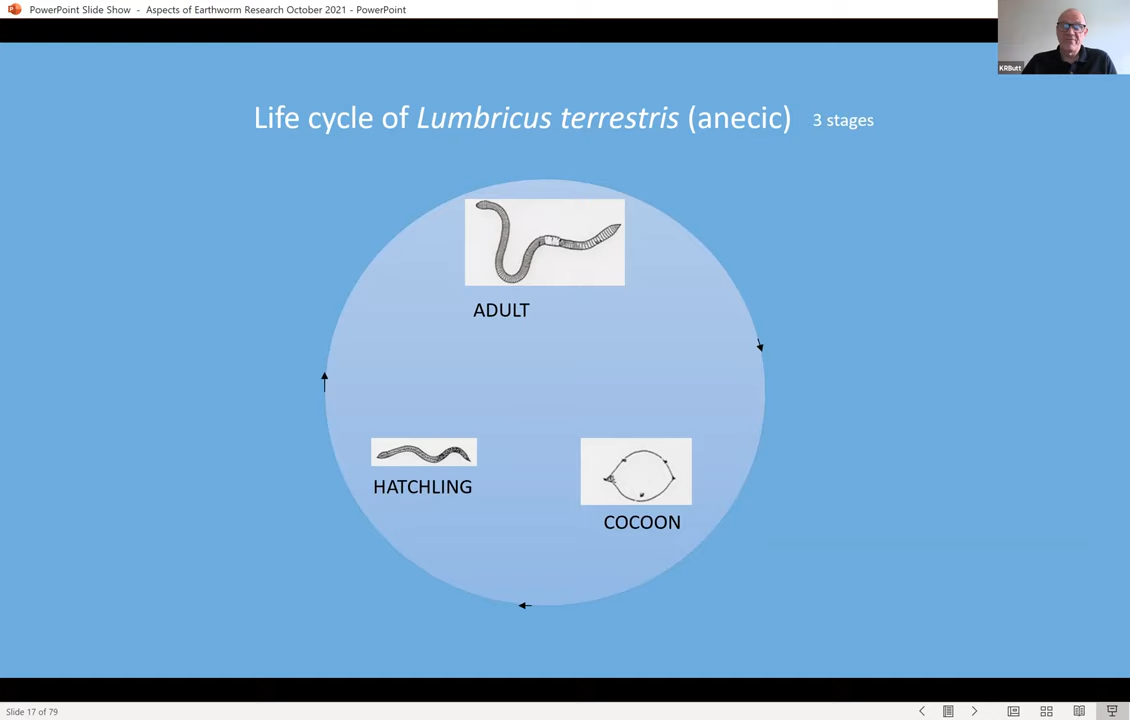 PowerPoint Slide Show - Aspects of Earthworm Research October 2021 - PowerPoint
KRButt
Life cycle of Lumbricus terrestris (anecic) 3 stages
ADULT
HATCHLING
COCOON
Slide 17 of 79